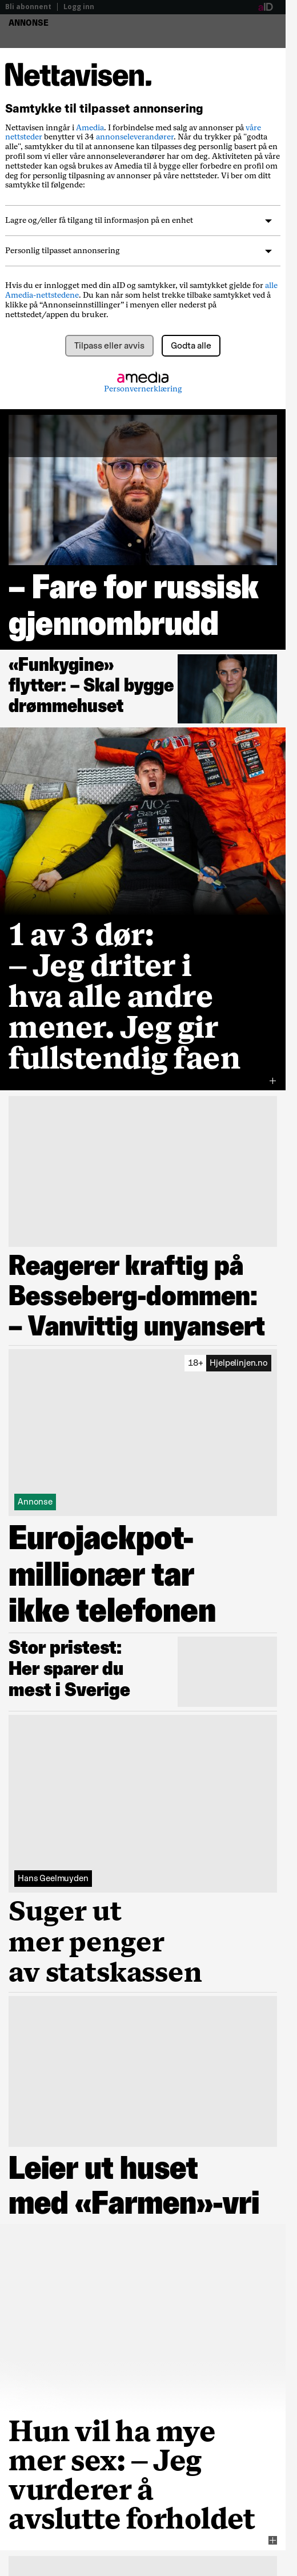 Bli abonnent | Logg inn
aID
ANNONSE
Nettavisen.
Samtykke til tilpasset annonsering
Nettavisen inngår i Amedia. I forbindelse med salg av annonser på våre
nettsteder benytter vi 34 annonseleverandører. Når du trykker på "godta
alle", samtykker du til at annonser kan tilpasses deg personlig basert på en
profil som vi eller våre annonseleverandører har om deg. Aktiviteten på våre
nettsteder kan også brukes av Amedia til å bygge eller forbedre en profil om
deg for personlig tilpasning av annonser på våre nettsteder. Vi ber om ditt
samtykke til følgende:
Lagre og/eller få tilgang til informasjon på en enhet
Personlig tilpasset annonsering
Hvis du er innlogget med din aID og samtykker, vil samtykket gjelde for alle
Amedia-nettstedene. Du kan når som helst trekke tilbake samtykket ved å
klikke på “Annonseinnstillinger” i menyen eller nederst på
nettstedet/appen du bruker.
Tilpass eller avvis
Godta alle
amedia
Personvernerklæring
– Fare for russisk
gjennombrudd
«Funkygine»
flytter: – Skal bygge
drømmehuset
1 av 3 dør:
– Jeg driter i
hva alle andre
mener. Jeg gir
fullstendig faen
Reagerer kraftig på
Besseberg-dommen:
– Vanvittig unyansert
18+ Hjelpelinjen.no
Annonse
Eurojackpot-
millionær tar
ikke telefonen
Stor pristest:
Her sparer du
mest i Sverige
Hans Geelmuyden
Suger ut
mer penger
av statskassen
Leier ut huset
med «Farmen»-vri
Hun vil ha mye
mer sex: – Jeg
vurderer å
avslutte forholdet